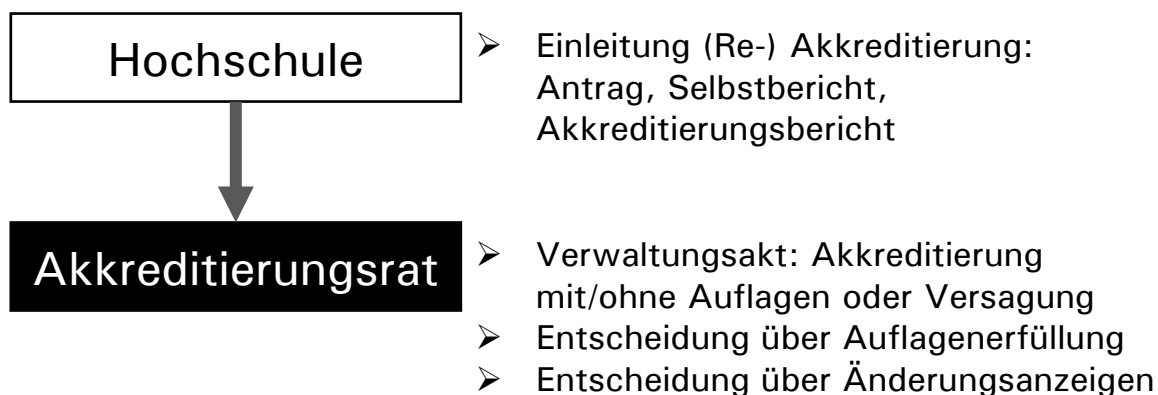 Hochschule
➢ Einleitung (Re-) Akkreditierung:
Antrag, Selbstbericht,
Akkreditierungsbericht
Akkreditierungsrat
➢ Verwaltungsakt: Akkreditierung
mit/ohne Auflagen oder Versagung
➢ Entscheidung über Auflagenerfüllung
➢ Entscheidung über Änderungsanzeigen